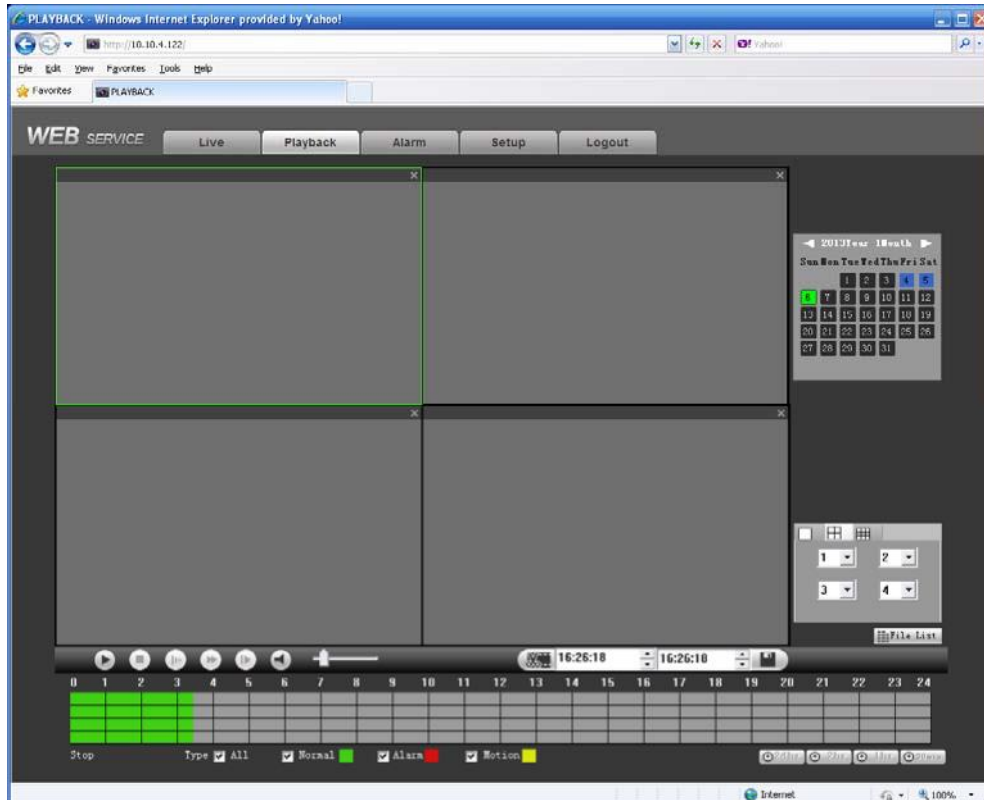 PLAYBACK - Windows Internet Explorer provided by Yahoo!
http://10.10.4.122/
Yahoo!
File Edit View Favorites Tools Help
Favorites PLAYBACK
WEB SERVICE Live Playback Alarm Setup Logout
2013Year 1Month
Sun Mon Tue Wed Thu Fri Sat
1 2 3 4 5
6 7 8 9 10 11 12
13 14 15 16 17 18 19
20 21 22 23 24 25 26
27 28 29 30 31
1 2
3 4
File List
16:26:18 16:26:18
0 1 2 3 4 5 6 7 8 9 10 11 12 13 14 15 16 17 18 19 20 21 22 23 24
Stop Type All Normal Alarm Motion
Internet 100%